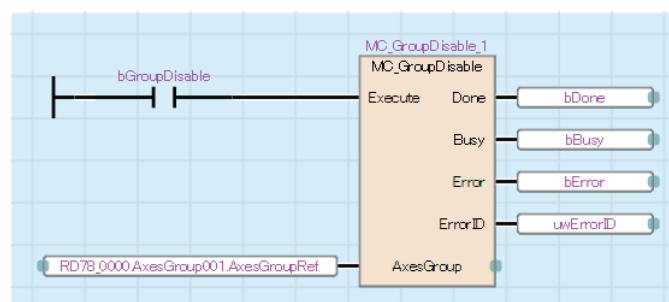 MC_GroupDisable_1
MC_GroupDisable
bGroupDisable
Execute Done bDone
Busy bBusy
Error bError
ErrorID uwErrorID
RD78_0000.AxesGroup001.AxesGroupRef AxesGroup